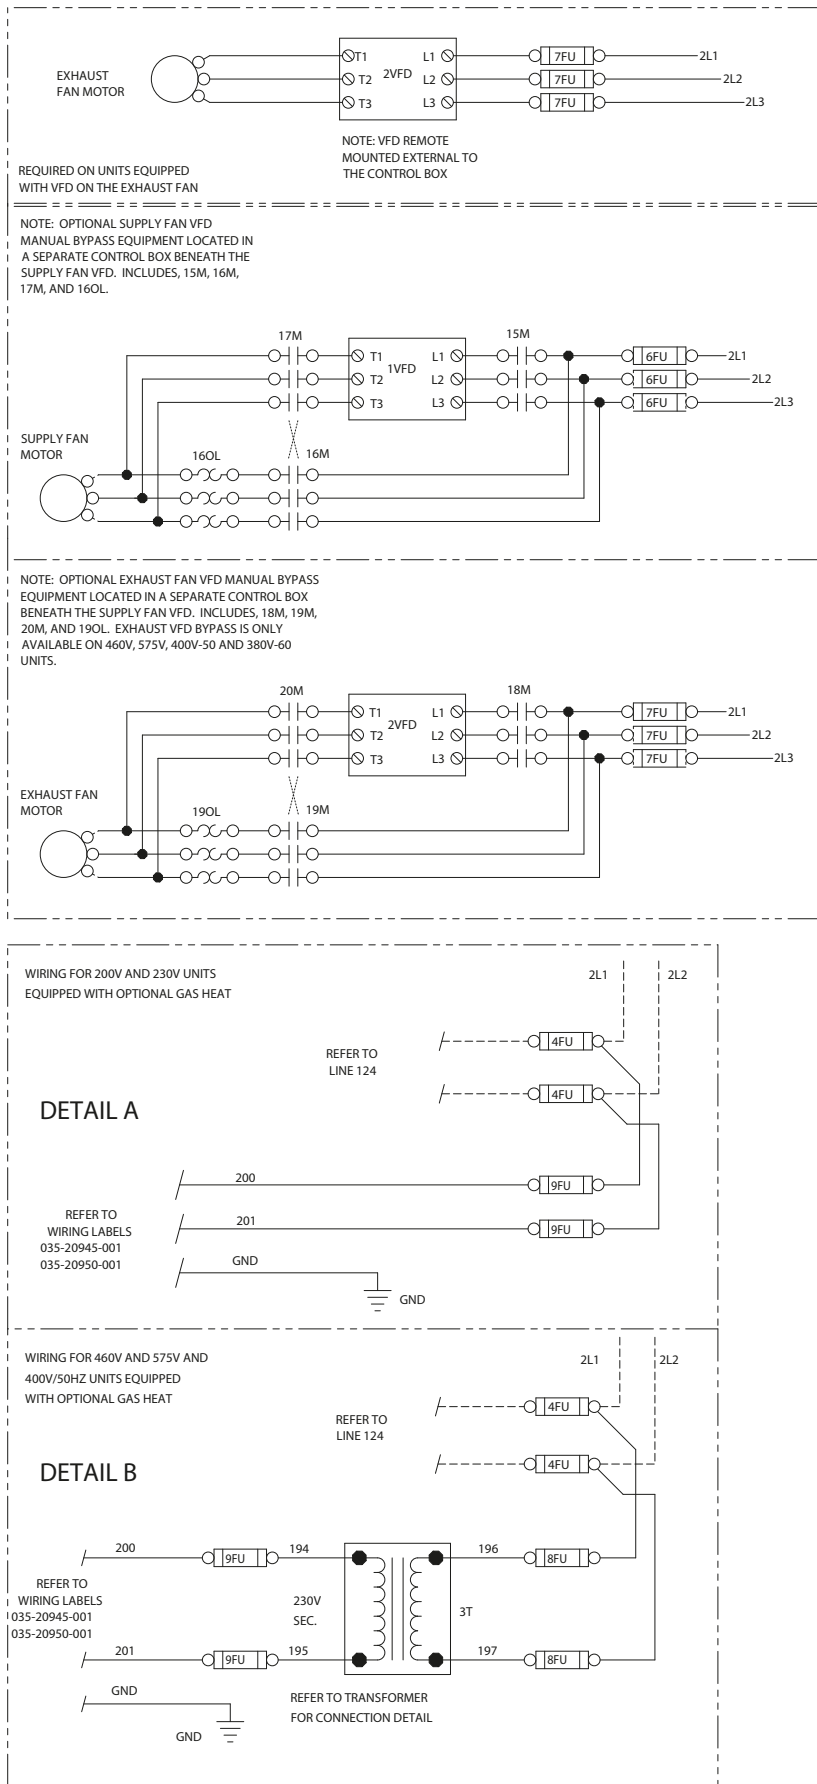 EXHAUST
FAN MOTOR
T1
T2
T3
2VFD
L1
L2
L3
7FU
7FU
7FU
2L1
2L2
2L3
NOTE: VFD REMOTE
MOUNTED EXTERNAL TO
THE CONTROL BOX
REQUIRED ON UNITS EQUIPPED
WITH VFD ON THE EXHAUST FAN
NOTE: OPTIONAL SUPPLY FAN VFD
MANUAL BYPASS EQUIPMENT LOCATED IN
A SEPARATE CONTROL BOX BENEATH THE
SUPPLY FAN VFD. INCLUDES, 15M, 16M,
17M, AND 16OL.
17M
T1
T2
T3
1VFD
L1
L2
L3
15M
6FU
6FU
6FU
2L1
2L2
2L3
SUPPLY FAN
MOTOR
16OL
16M
NOTE: OPTIONAL EXHAUST FAN VFD MANUAL BYPASS
EQUIPMENT LOCATED IN A SEPARATE CONTROL BOX
BENEATH THE SUPPLY FAN VFD. INCLUDES, 18M, 19M,
20M, AND 19OL. EXHAUST VFD BYPASS IS ONLY
AVAILABLE ON 460V, 575V, 400V-50 AND 380V-60
UNITS.
20M
T1
T2
T3
2VFD
L1
L2
L3
18M
7FU
7FU
7FU
2L1
2L2
2L3
EXHAUST FAN
MOTOR
19OL
19M
WIRING FOR 200V AND 230V UNITS
EQUIPPED WITH OPTIONAL GAS HEAT
2L1
2L2
REFER TO
LINE 124
4FU
4FU
DETAIL A
200
9FU
201
9FU
REFER TO
WIRING LABELS
035-20945-001
035-20950-001
GND
GND
WIRING FOR 460V AND 575V AND
400V/50HZ UNITS EQUIPPED
WITH OPTIONAL GAS HEAT
2L1
2L2
REFER TO
LINE 124
4FU
4FU
DETAIL B
200
9FU
194
196
8FU
REFER TO
WIRING LABELS
035-20945-001
035-20950-001
230V
SEC.
3T
201
9FU
195
197
8FU
GND
GND
REFER TO TRANSFORMER
FOR CONNECTION DETAIL